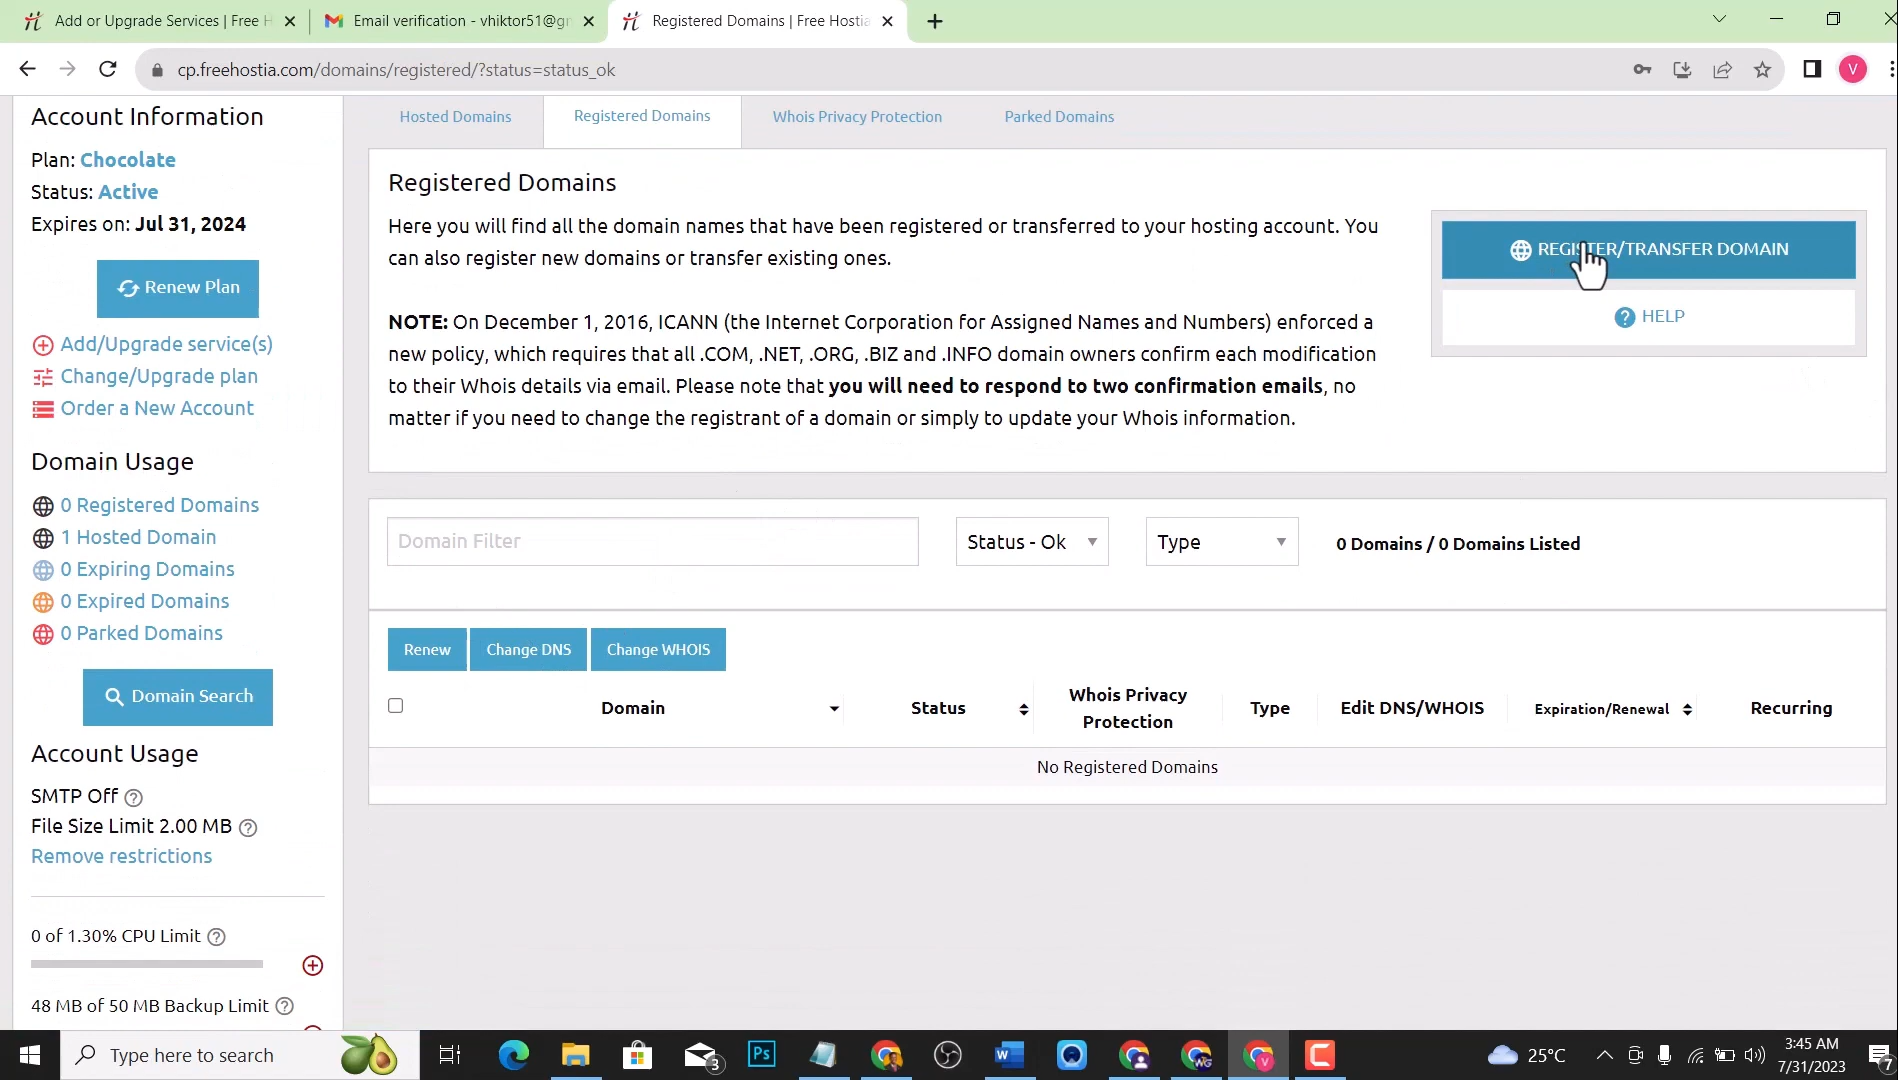 Add or Upgrade Services | Free H
Email verification - vhiktor51@gm
Registered Domains | Free Hostia
cp.freehostia.com/domains/registered/?status=status_ok
V
Account Information
Plan: Chocolate
Status: Active
Expires on: Jul 31, 2024
Renew Plan
Add/Upgrade service(s)
Change/Upgrade plan
Order a New Account
Domain Usage
0 Registered Domains
1 Hosted Domain
0 Expiring Domains
0 Expired Domains
0 Parked Domains
Domain Search
Account Usage
SMTP Off ?
File Size Limit 2.00 MB ?
Remove restrictions
0 of 1.30% CPU Limit ?
48 MB of 50 MB Backup Limit ?
Hosted Domains
Registered Domains
Whois Privacy Protection
Parked Domains
Registered Domains
Here you will find all the domain names that have been registered or transferred to your hosting account. You
can also register new domains or transfer existing ones.
NOTE: On December 1, 2016, ICANN (the Internet Corporation for Assigned Names and Numbers) enforced a
new policy, which requires that all .COM, .NET, .ORG, .BIZ and .INFO domain owners confirm each modification
to their Whois details via email. Please note that you will need to respond to two confirmation emails, no
matter if you need to change the registrant of a domain or simply to update your Whois information.
REGISTER/TRANSFER DOMAIN
? HELP
Domain Filter
Status - Ok
Type
0 Domains / 0 Domains Listed
Renew
Change DNS
Change WHOIS
Domain
Status
Whois Privacy
Protection
Type
Edit DNS/WHOIS
Expiration/Renewal
Recurring
No Registered Domains
Type here to search
3
Ps
W
WG
V
25°C
3:45 AM
7/31/2023
7